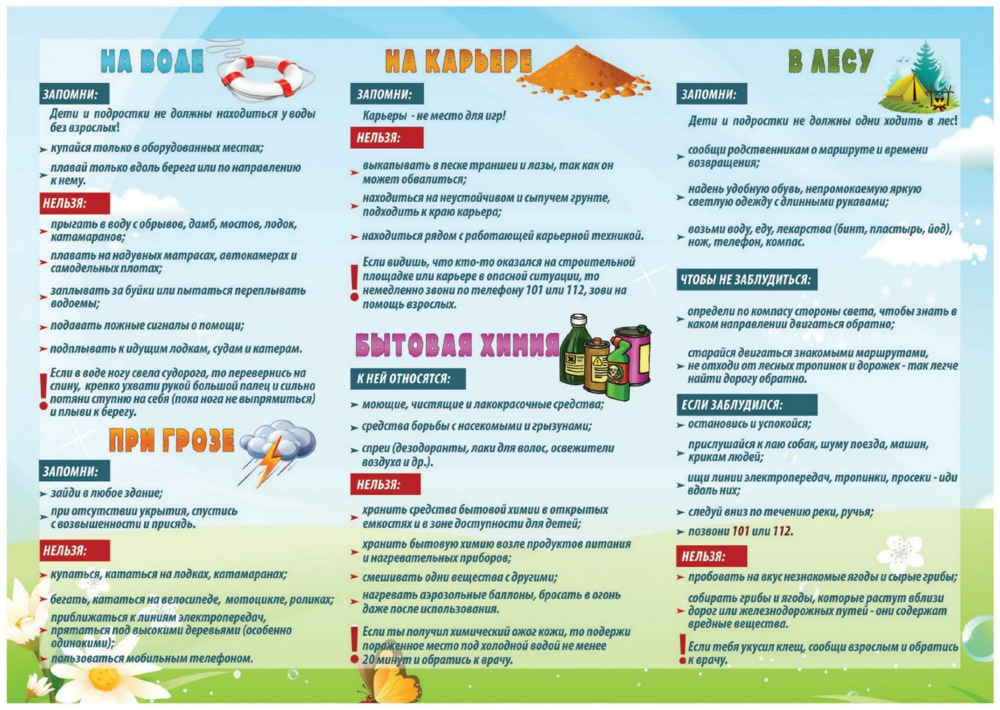 НА ВОДЕ
ЗАПОМНИ:
Дети и подростки не должны находиться у воды
без взрослых!
купайся только в оборудованных местах;
плавай только вдоль берега или по направлению
к нему.
НЕЛЬЗЯ:
прыгать в воду с обрывов, дамб, мостов, лодок,
катамаранов;
плавать на надувных матрасах, автокамерах и
самодельных плотах;
заплывать за буйки или пытаться переплывать
водоемы;
подавать ложные сигналы о помощи;
подплывать к идущим лодкам, судам и катерам.
! Если в воде ногу свела судорога, то перевернись на
спину, крепко ухвати рукой большой палец и сильно
потяни ступню на себя (пока нога не выпрямиться)
и плыви к берегу.
ПРИ ГРОЗЕ
ЗАПОМНИ:
зайди в любое здание;
при отсутствии укрытия, спустись
с возвышенности и присядь.
НЕЛЬЗЯ:
купаться, кататься на лодках, катамаранах;
бегать, кататься на велосипеде, мотоцикле, роликах;
приближаться к линиям электропередач,
прятаться под высокими деревьями (особенно
одинокими);
пользоваться мобильным телефоном.
НА КАРЬЕРЕ
ЗАПОМНИ:
Карьеры - не место для игр!
НЕЛЬЗЯ:
выкапывать в песке траншеи и лазы, так как он
может обвалиться;
находиться на неустойчивом и сыпучем грунте,
подходить к краю карьера;
находиться рядом с работающей карьерной техникой.
! Если видишь, что кто-то оказался на строительной
площадке или карьере в опасной ситуации, то
немедленно звони по телефону 101 или 112, зови на
помощь взрослых.
БЫТОВАЯ ХИМИЯ
К НЕЙ ОТНОСЯТСЯ:
моющие, чистящие и лакокрасочные средства;
средства борьбы с насекомыми и грызунами;
спреи (дезодоранты, лаки для волос, освежители
воздуха и др.).
НЕЛЬЗЯ:
хранить средства бытовой химии в открытых
емкостях и в зоне доступности для детей;
хранить бытовую химию возле продуктов питания
и нагревательных приборов;
смешивать одни вещества с другими;
нагревать аэрозольные баллоны, бросать в огонь
даже после использования.
! Если ты получил химический ожог кожи, то подержи
пораженное место под холодной водой не менее
20 минут и обратись к врачу.
В ЛЕСУ
ЗАПОМНИ:
Дети и подростки не должны одни ходить в лес!
сообщи родственникам о маршруте и времени
возвращения;
надень удобную обувь, непромокаемую яркую
светлую одежду с длинными рукавами;
возьми воду, еду, лекарства (бинт, пластырь, йод),
нож, телефон, компас.
ЧТОБЫ НЕ ЗАБЛУДИТЬСЯ:
определи по компасу стороны света, чтобы знать в
каком направлении двигаться обратно;
старайся двигаться знакомыми маршрутами,
не отходи от лесных тропинок и дорожек - так легче
найти дорогу обратно.
ЕСЛИ ЗАБЛУДИЛСЯ:
остановись и успокойся;
прислушайся к лаю собак, шуму поезда, машин,
крикам людей;
ищи линии электропередач, тропинки, просеки - иди
вдоль них;
следуй вниз по течению реки, ручья;
позвони 101 или 112.
НЕЛЬЗЯ:
пробовать на вкус незнакомые ягоды и сырые грибы;
собирать грибы и ягоды, которые растут вблизи
дорог или железнодорожных путей - они содержат
вредные вещества.
! Если тебя укусил клещ, сообщи взрослым и обратись
к врачу.